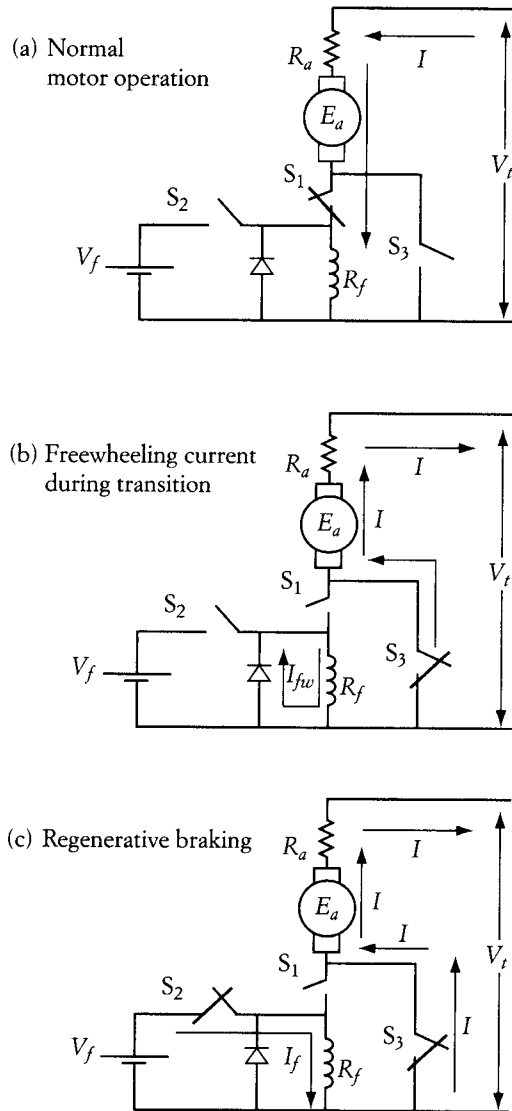 (a) Normal
motor operation
R_a
I
E_a
V_t
S_1
S_2
S_3
V_f
R_f
(b) Freewheeling current
during transition
R_a
I
E_a
I
V_t
S_1
S_2
S_3
V_f
I_fw
R_f
(c) Regenerative braking
R_a
I
E_a
I
I
V_t
S_1
S_2
S_3
I
V_f
I_f
R_f